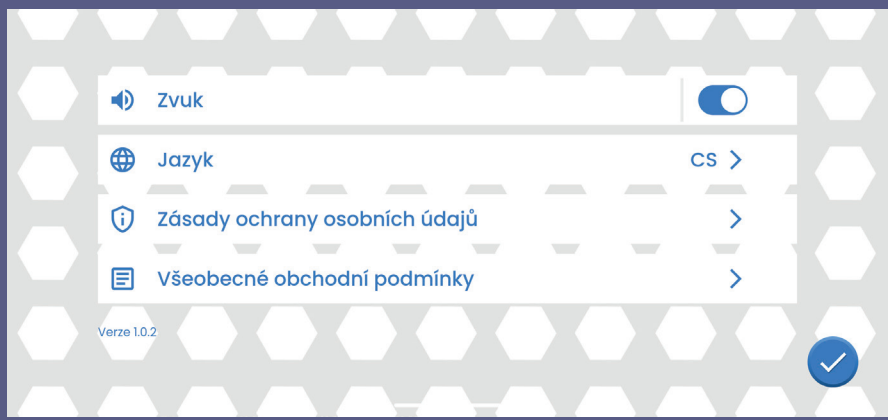 Zvuk
Jazyk CS
Zásady ochrany osobních údajů
Všeobecné obchodní podmínky
Verze 1.0.2